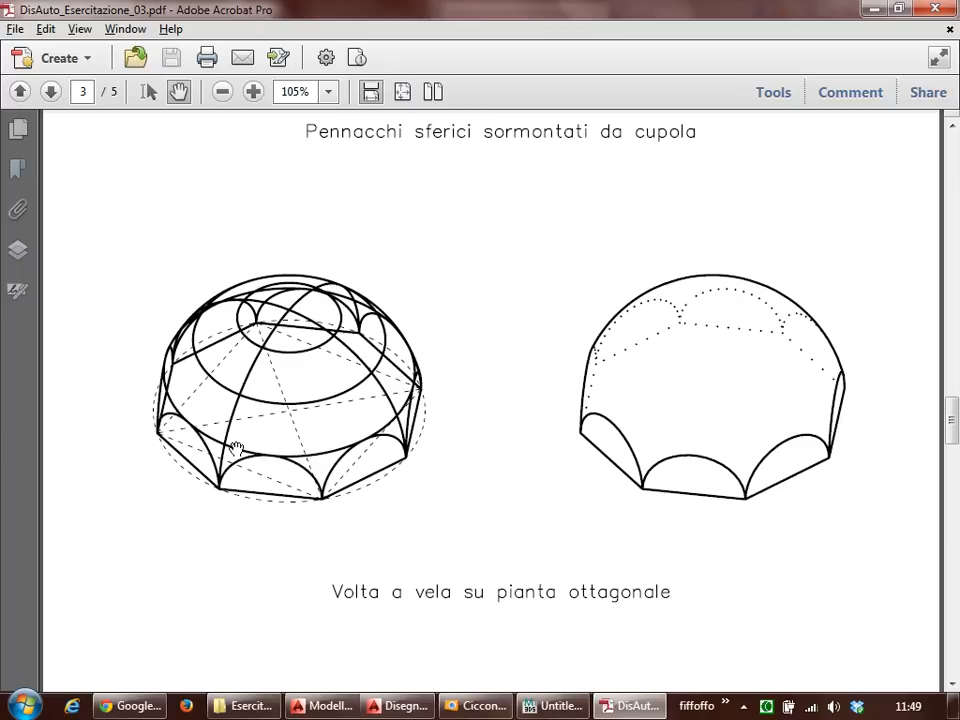 DisAuto_Esercitazione_03.pdf - Adobe Acrobat Pro
File Edit View Window Help
Create
3 / 5 105% Tools Comment Share
Pennacchi sferici sormontati da cupola
Volta a vela su pianta ottagonale
Google... Esercit... Modell... Disegn... Ciccon... Untitle... DisAut... fiffoffo 11:49